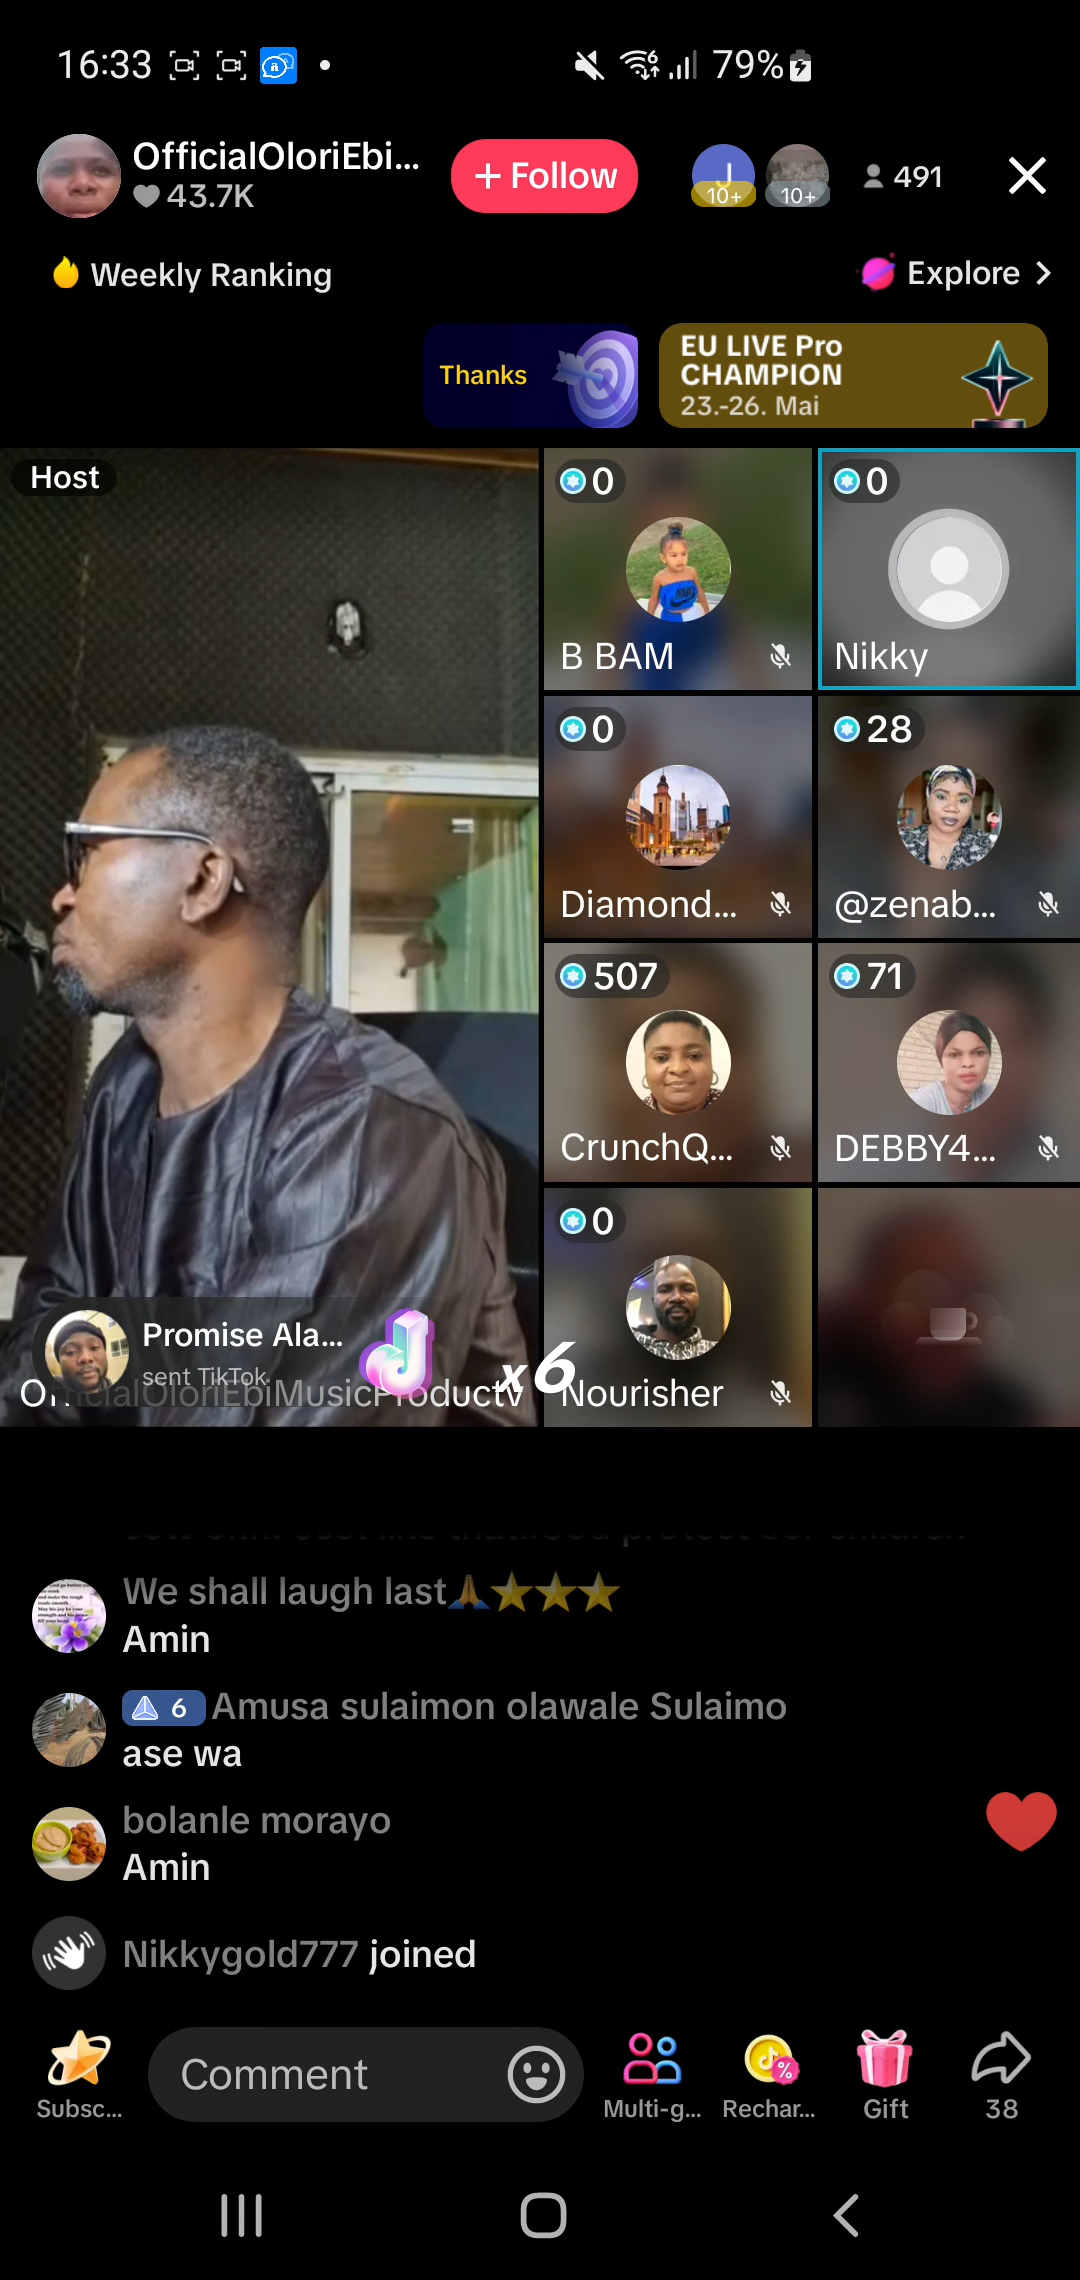 16:33
79%
OfficialOloriEbi...
43.7K
+ Follow
J
10+
10+
491
Weekly Ranking
Explore
Thanks
EU LIVE Pro
CHAMPION
23.-26. Mai
Host
0
B BAM
0
Nikky
0
Diamond...
28
@zenab...
507
CrunchQ...
71
DEBBY4...
0
Nourisher
Promise Ala...
sent TikTok
x6
OfficialOloriEbiMusicProductv
We shall laugh last🙏⭐⭐⭐
Amin
6 Amusa sulaimon olawale Sulaimo
ase wa
bolanle morayo
Amin
Nikkygold777 joined
Subsc...
Comment
Multi-g...
Rechar...
Gift
38